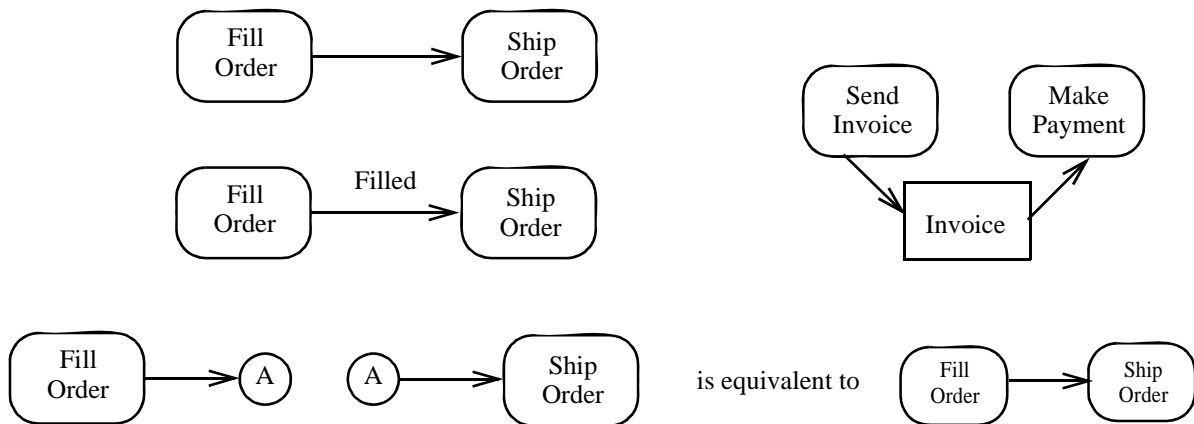 Fill
Order
Ship
Order
Send
Invoice
Make
Payment
Fill
Order
Filled
Ship
Order
Invoice
Fill
Order
A
A
Ship
Order
is equivalent to
Fill
Order
Ship
Order